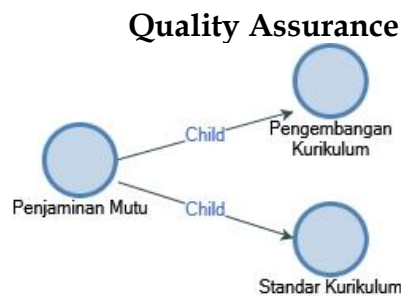 Quality Assurance
Child
Pengembangan
Kurikulum
Penjaminan Mutu
Child
Standar Kurikulum